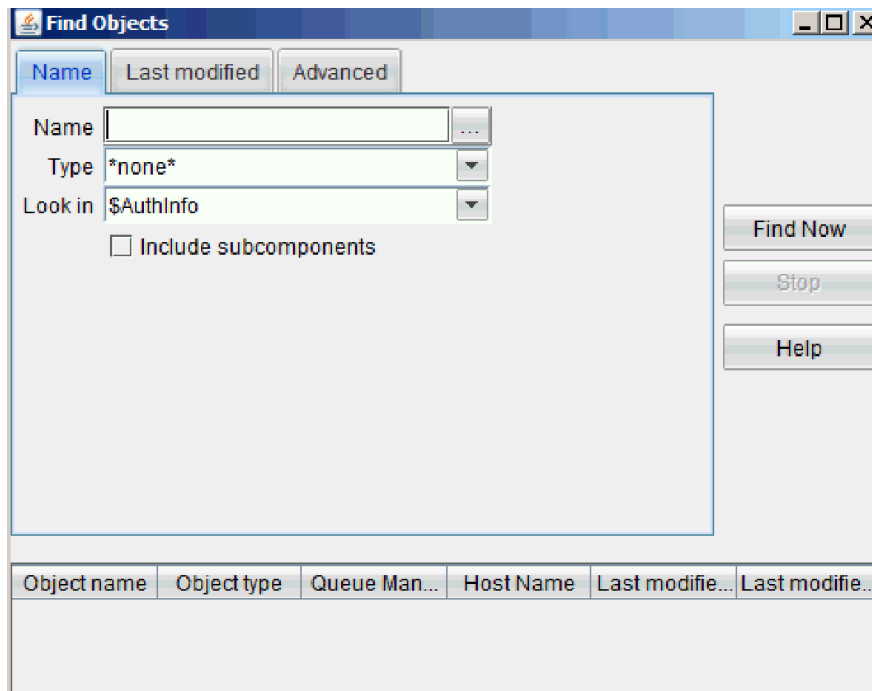 Find Objects
Name Last modified Advanced
Name ...
Type *none*
Look in $AuthInfo
Include subcomponents
Find Now
Stop
Help
Object name Object type Queue Man... Host Name Last modifie... Last modifie...